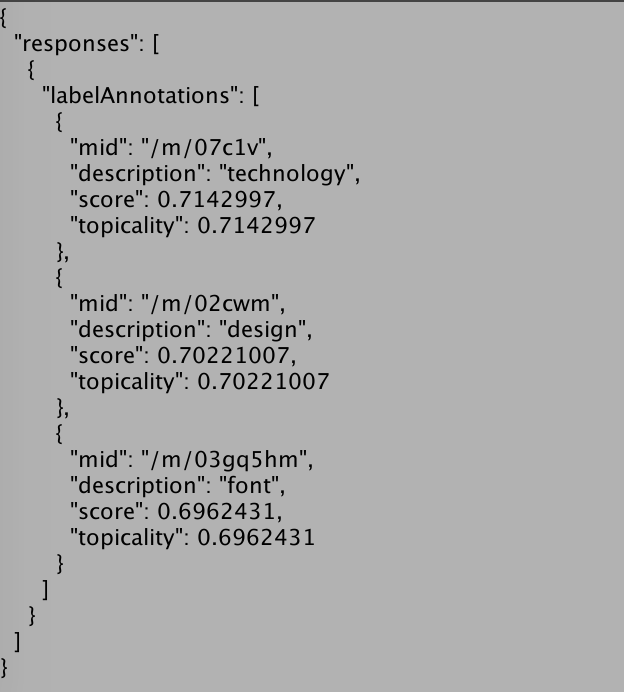 {
  "responses": [
    {
      "labelAnnotations": [
        {
          "mid": "/m/07c1v",
          "description": "technology",
          "score": 0.7142997,
          "topicality": 0.7142997
        },
        {
          "mid": "/m/02cwm",
          "description": "design",
          "score": 0.70221007,
          "topicality": 0.70221007
        },
        {
          "mid": "/m/03gq5hm",
          "description": "font",
          "score": 0.6962431,
          "topicality": 0.6962431
        }
      ]
    }
  ]
}